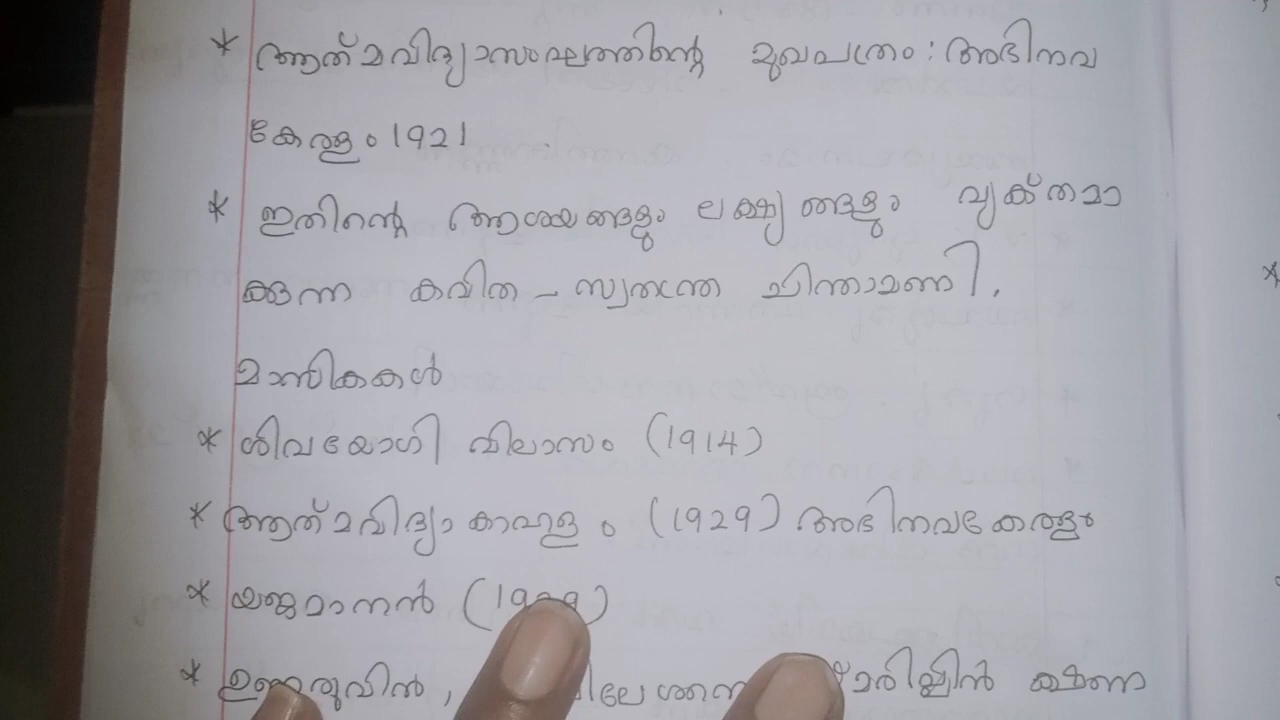 * ആത്മവിദ്യാസംഘത്തിന്റെ മുഖപത്രം : അഭിനവ
കേരളം 1921
* ഇതിന്റെ ആശയങ്ങളും ലക്ഷ്യങ്ങളും വ്യക്തമാ
ക്കുന്ന കവിത - സ്വതന്ത്ര ചിന്താമണി.
മാസികകൾ
* ശിവയോഗി വിലാസം (1914)
* ആത്മവിദ്യാകാഹളം (1929) അഭിനവകേരളം
* യജമാനൻ
* ഉണരുവിൻ,